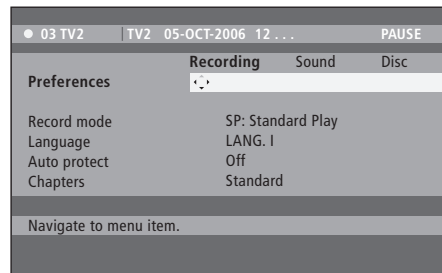 03 TV2 TV2 05-OCT-2006 12 . . . PAUSE
Recording Sound Disc
Preferences
Record mode SP: Standard Play
Language LANG. I
Auto protect Off
Chapters Standard
Navigate to menu item.